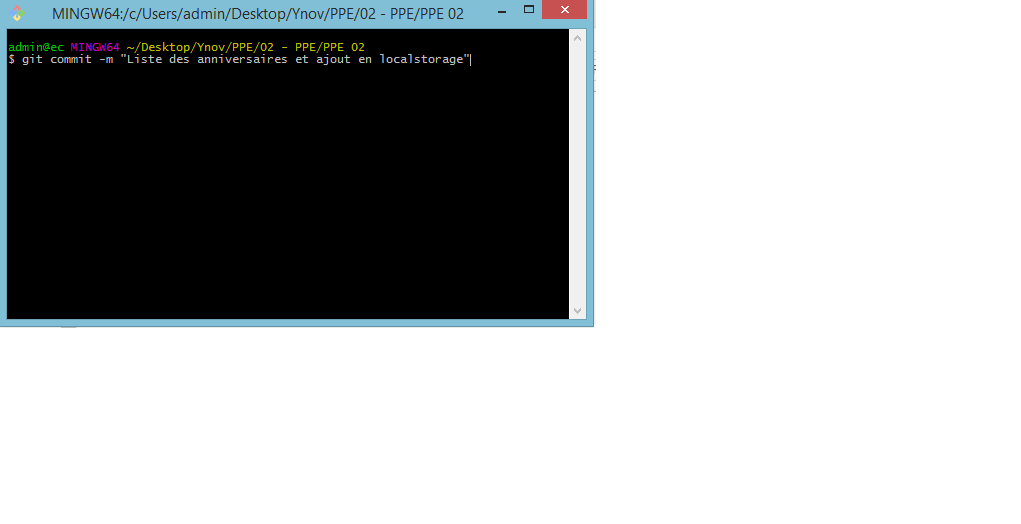 MINGW64:/c/Users/admin/Desktop/Ynov/PPE/02 - PPE/PPE 02
admin@ec MINGW64 ~/Desktop/Ynov/PPE/02 - PPE/PPE 02
$ git commit -m "Liste des anniversaires et ajout en localstorage"